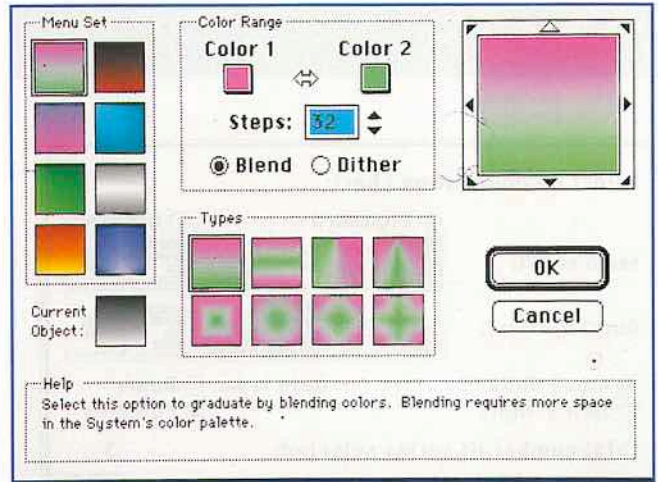 Menu Set
Color Range
Color 1
Color 2
Steps: 32
Blend
Dither
Types
Current
Object:
OK
Cancel
Help
Select this option to graduate by blending colors. Blending requires more space
in the System's color palette.